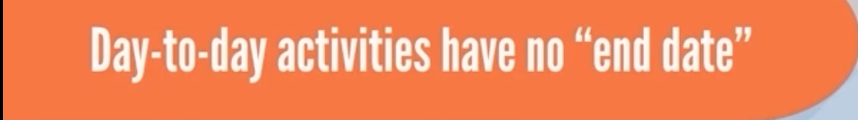 Day-to-day activities have no “end date”